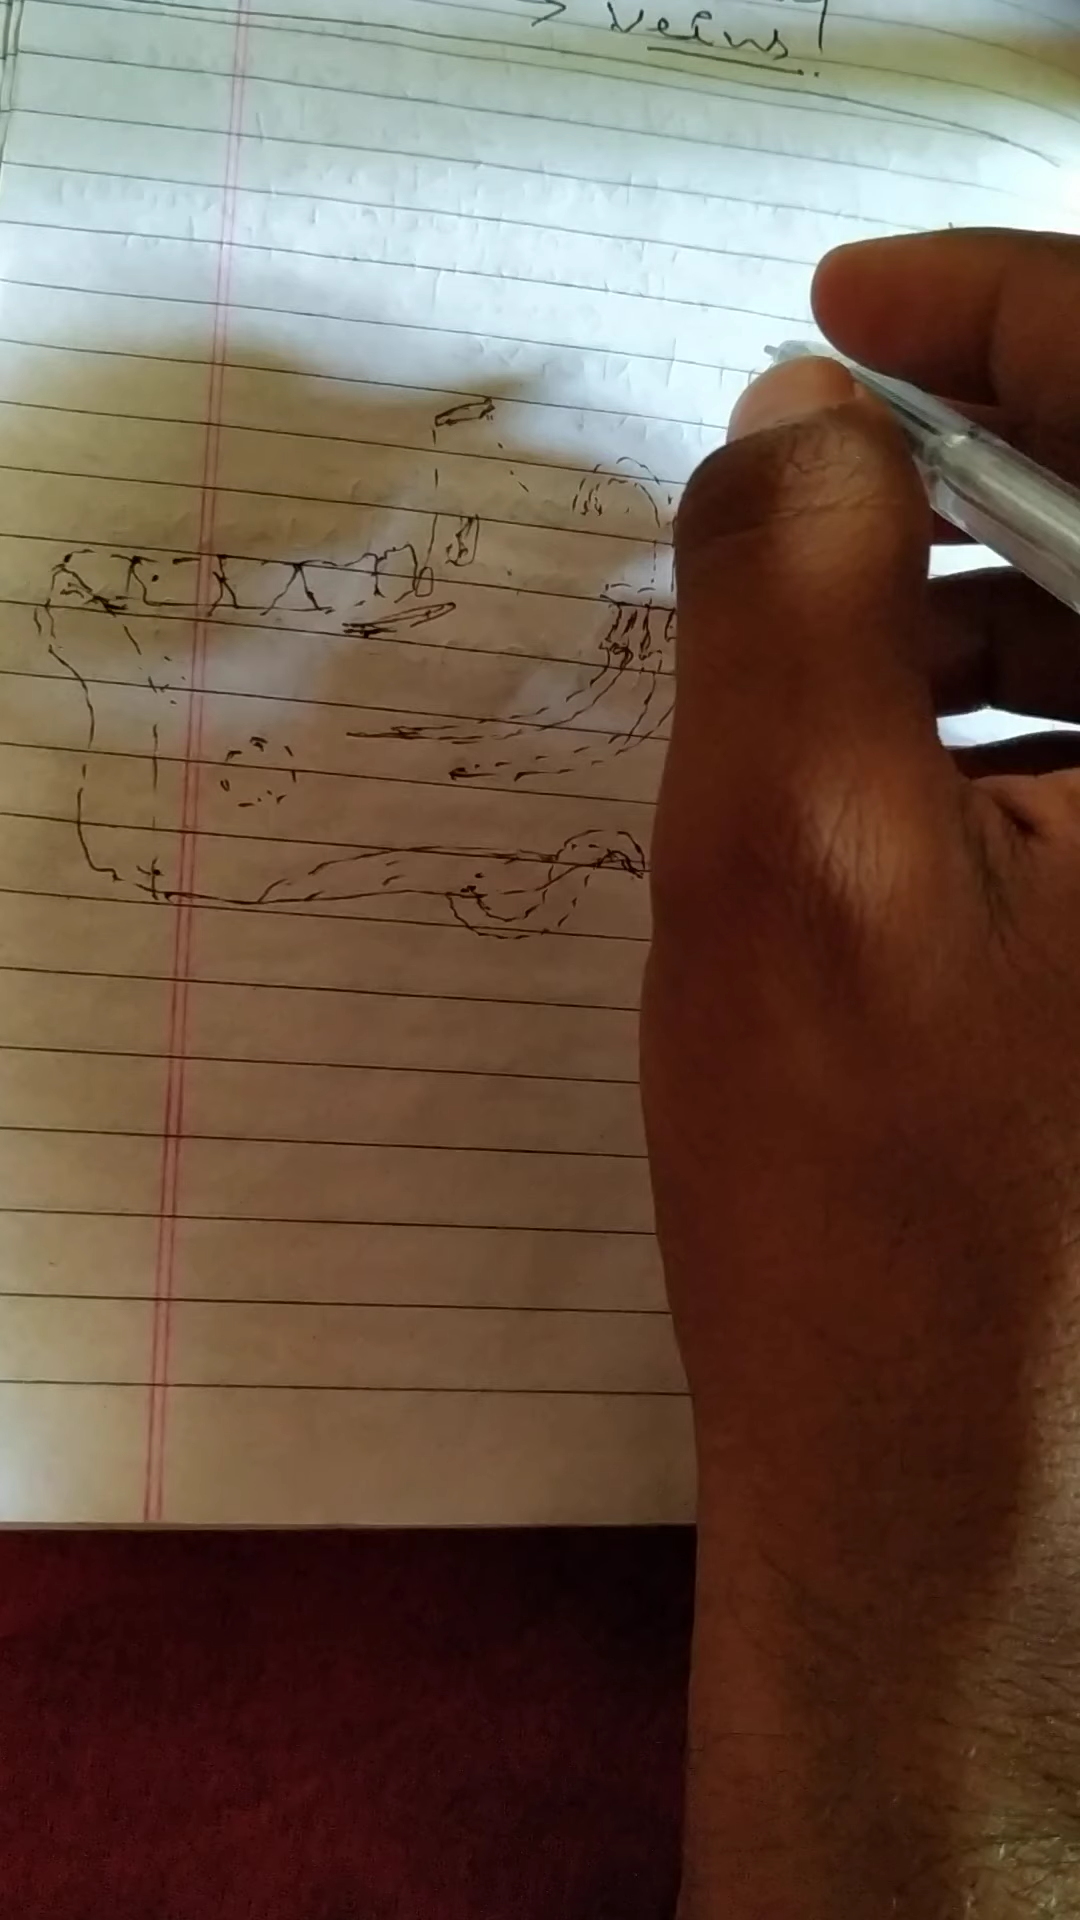 → veins.